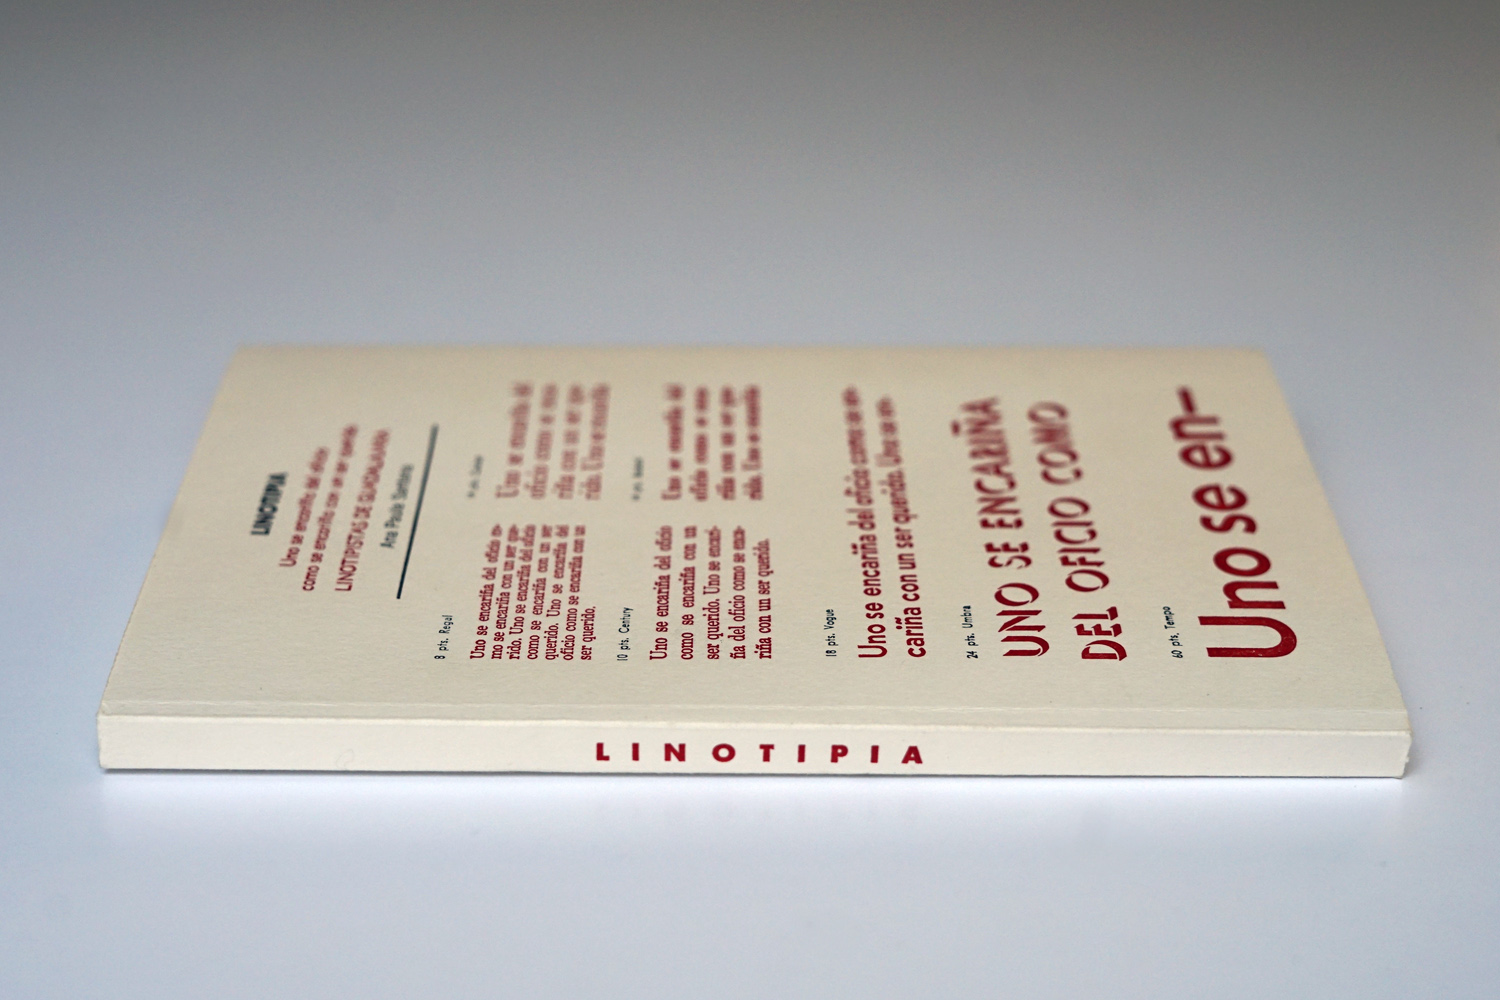 LINOTIPIA
Uno se encariña del oficio
como se encariña con un ser querido
LINOTIPISTAS DE GUADALAJARA
Ana Paula Santana
8 pts. Regal
Uno se encariña del oficio co-
mo se encariña con un ser que-
rido. Uno se encariña del oficio
como se encariña con un ser
querido. Uno se encariña del
oficio como se encariña con un
ser querido.
Uno se encariña del
oficio como se enca-
riña con un ser que-
rido. Uno se encariña
10 pts. Century
Uno se encariña del oficio
como se encariña con un
ser querido. Uno se encari-
ña del oficio como se enca-
riña con un ser querido.
Uno se encariña del
oficio como se enca-
riña con un ser que-
rido. Uno se encariña
18 pts. Vogue
Uno se encariña del oficio como se en-
cariña con un ser querido. Uno se en-
24 pts. Umbra
UNO SE ENCARIÑA
DEL OFICIO COMO
60 pts. Tempo
Uno se en-
LINOTIPIA